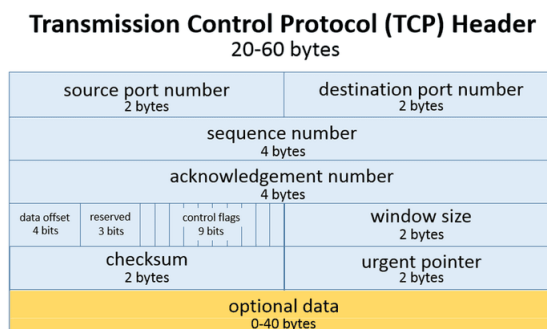 Transmission Control Protocol (TCP) Header
20-60 bytes
source port number
2 bytes
destination port number
2 bytes
sequence number
4 bytes
acknowledgement number
4 bytes
data offset
4 bits
reserved
3 bits
control flags
9 bits
window size
2 bytes
checksum
2 bytes
urgent pointer
2 bytes
optional data
0-40 bytes